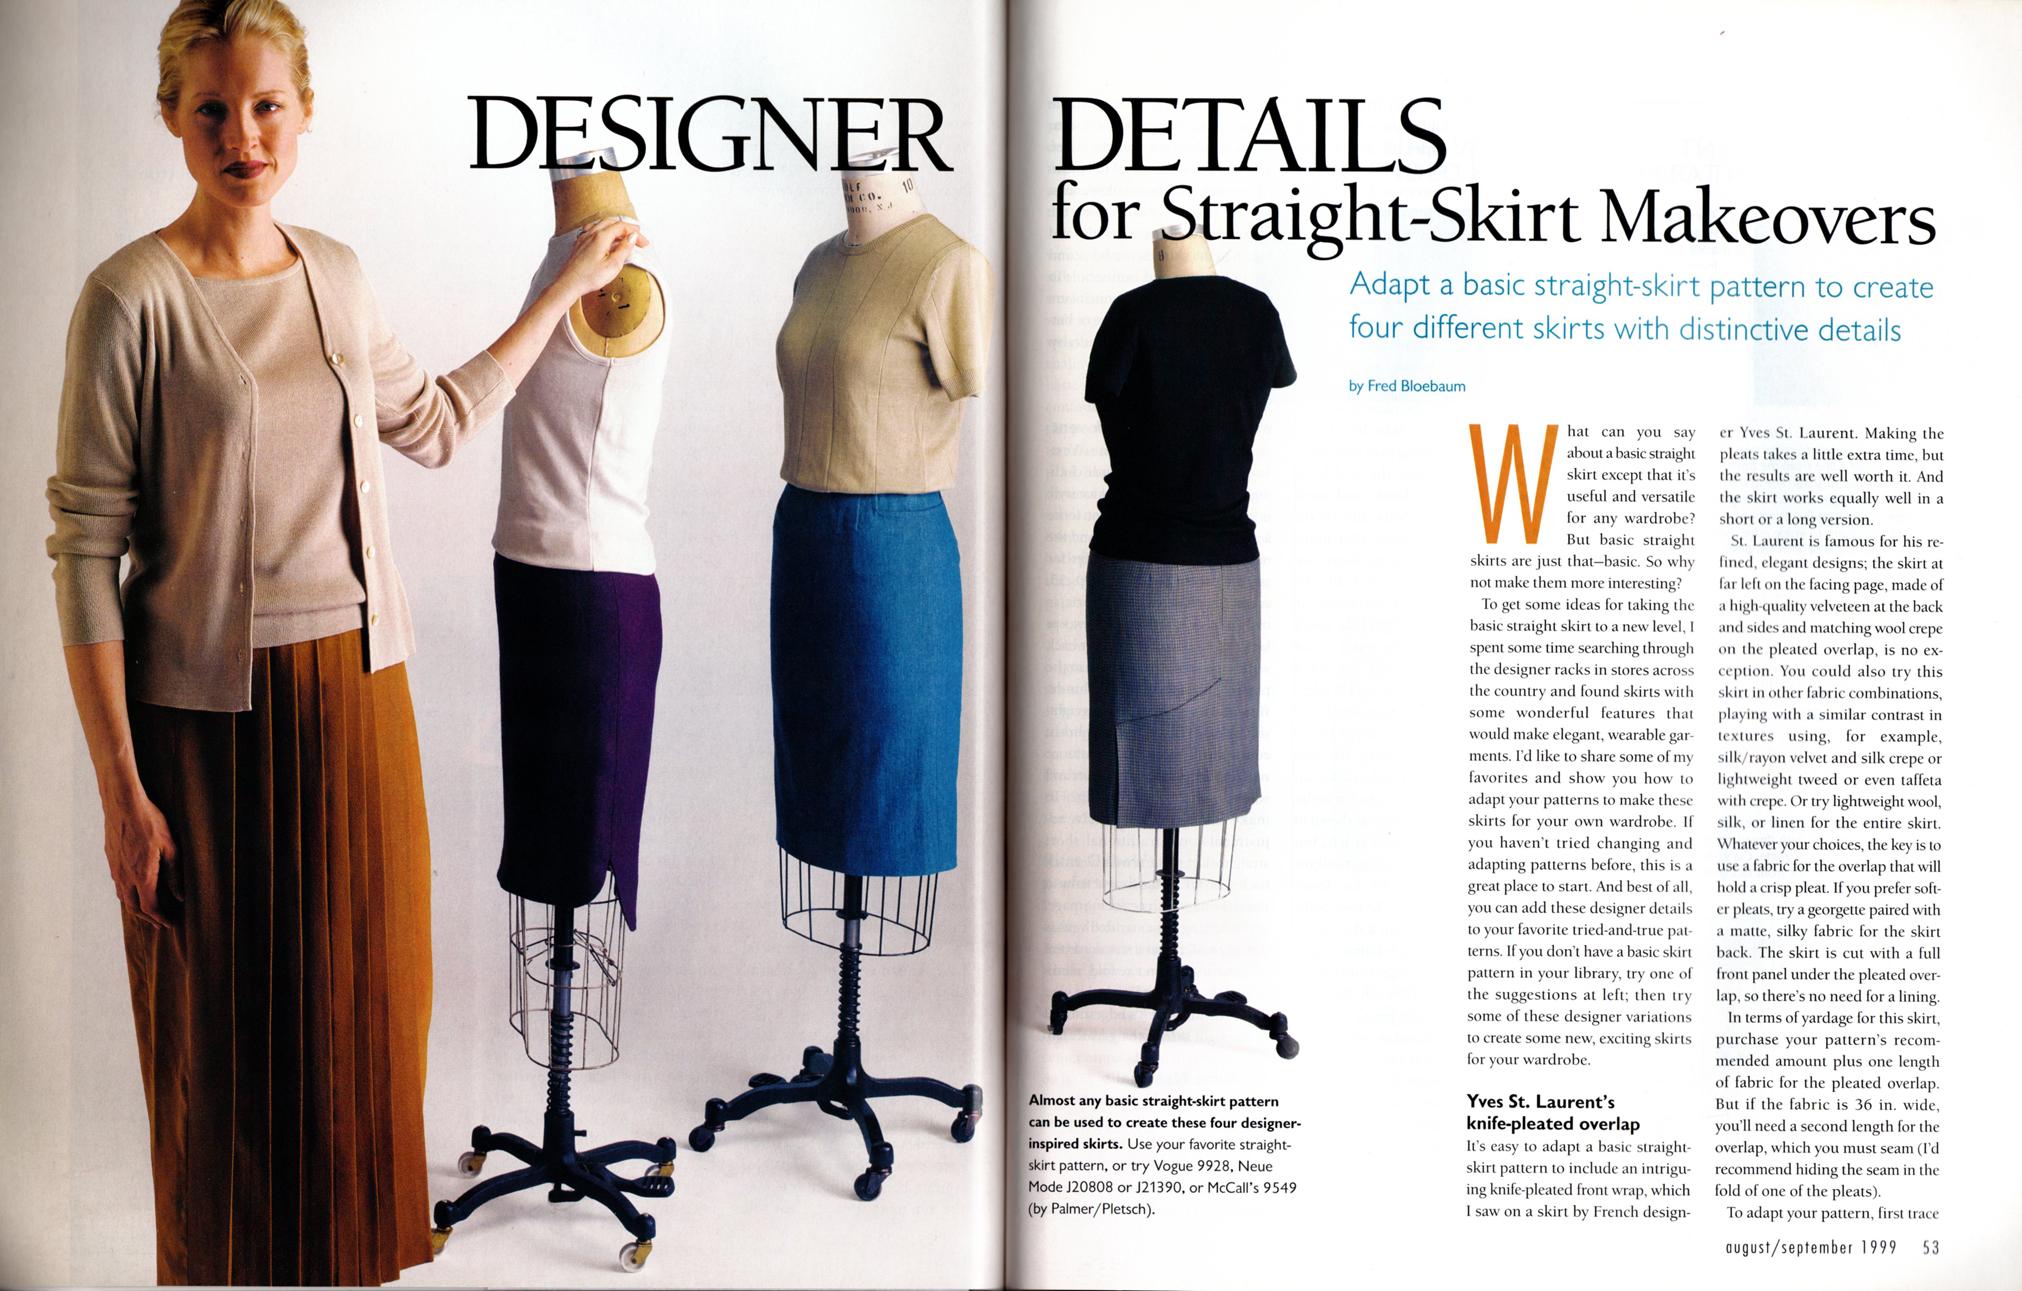 DESIGNER DETAILS
for Straight-Skirt Makeovers
Adapt a basic straight-skirt pattern to create
four different skirts with distinctive details
by Fred Bloebaum
10
CO.
What can you say
about a basic straight
skirt except that it's
useful and versatile
for any wardrobe?
But basic straight
skirts are just that—basic. So why
not make them more interesting?
To get some ideas for taking the
basic straight skirt to a new level, I
spent some time searching through
the designer racks in stores across
the country and found skirts with
some wonderful features that
would make elegant, wearable gar-
ments. I'd like to share some of my
favorites and show you how to
adapt your patterns to make these
skirts for your own wardrobe. If
you haven't tried changing and
adapting patterns before, this is a
great place to start. And best of all,
you can add these designer details
to your favorite tried-and-true pat-
terns. If you don't have a basic skirt
pattern in your library, try one of
the suggestions at left; then try
some of these designer variations
to create some new, exciting skirts
for your wardrobe.
Yves St. Laurent's
knife-pleated overlap
It's easy to adapt a basic straight-
skirt pattern to include an intrigu-
ing knife-pleated front wrap, which
I saw on a skirt by French design-
er Yves St. Laurent. Making the
pleats takes a little extra time, but
the results are well worth it. And
the skirt works equally well in a
short or a long version.
St. Laurent is famous for his re-
fined, elegant designs; the skirt at
far left on the facing page, made of
a high-quality velveteen at the back
and sides and matching wool crepe
on the pleated overlap, is no ex-
ception. You could also try this
skirt in other fabric combinations,
playing with a similar contrast in
textures using, for example,
silk/rayon velvet and silk crepe or
lightweight tweed or even taffeta
with crepe. Or try lightweight wool,
silk, or linen for the entire skirt.
Whatever your choices, the key is to
use a fabric for the overlap that will
hold a crisp pleat. If you prefer soft-
er pleats, try a georgette paired with
a matte, silky fabric for the skirt
back. The skirt is cut with a full
front panel under the pleated over-
lap, so there's no need for a lining.
In terms of yardage for this skirt,
purchase your pattern's recom-
mended amount plus one length
of fabric for the pleated overlap.
But if the fabric is 36 in. wide,
you'll need a second length for the
overlap, which you must seam (I'd
recommend hiding the seam in the
fold of one of the pleats).
To adapt your pattern, first trace
Almost any basic straight-skirt pattern
can be used to create these four designer-
inspired skirts. Use your favorite straight-
skirt pattern, or try Vogue 9928, Neue
Mode J20808 or J21390, or McCall's 9549
(by Palmer/Pletsch).
august/september 1999 53